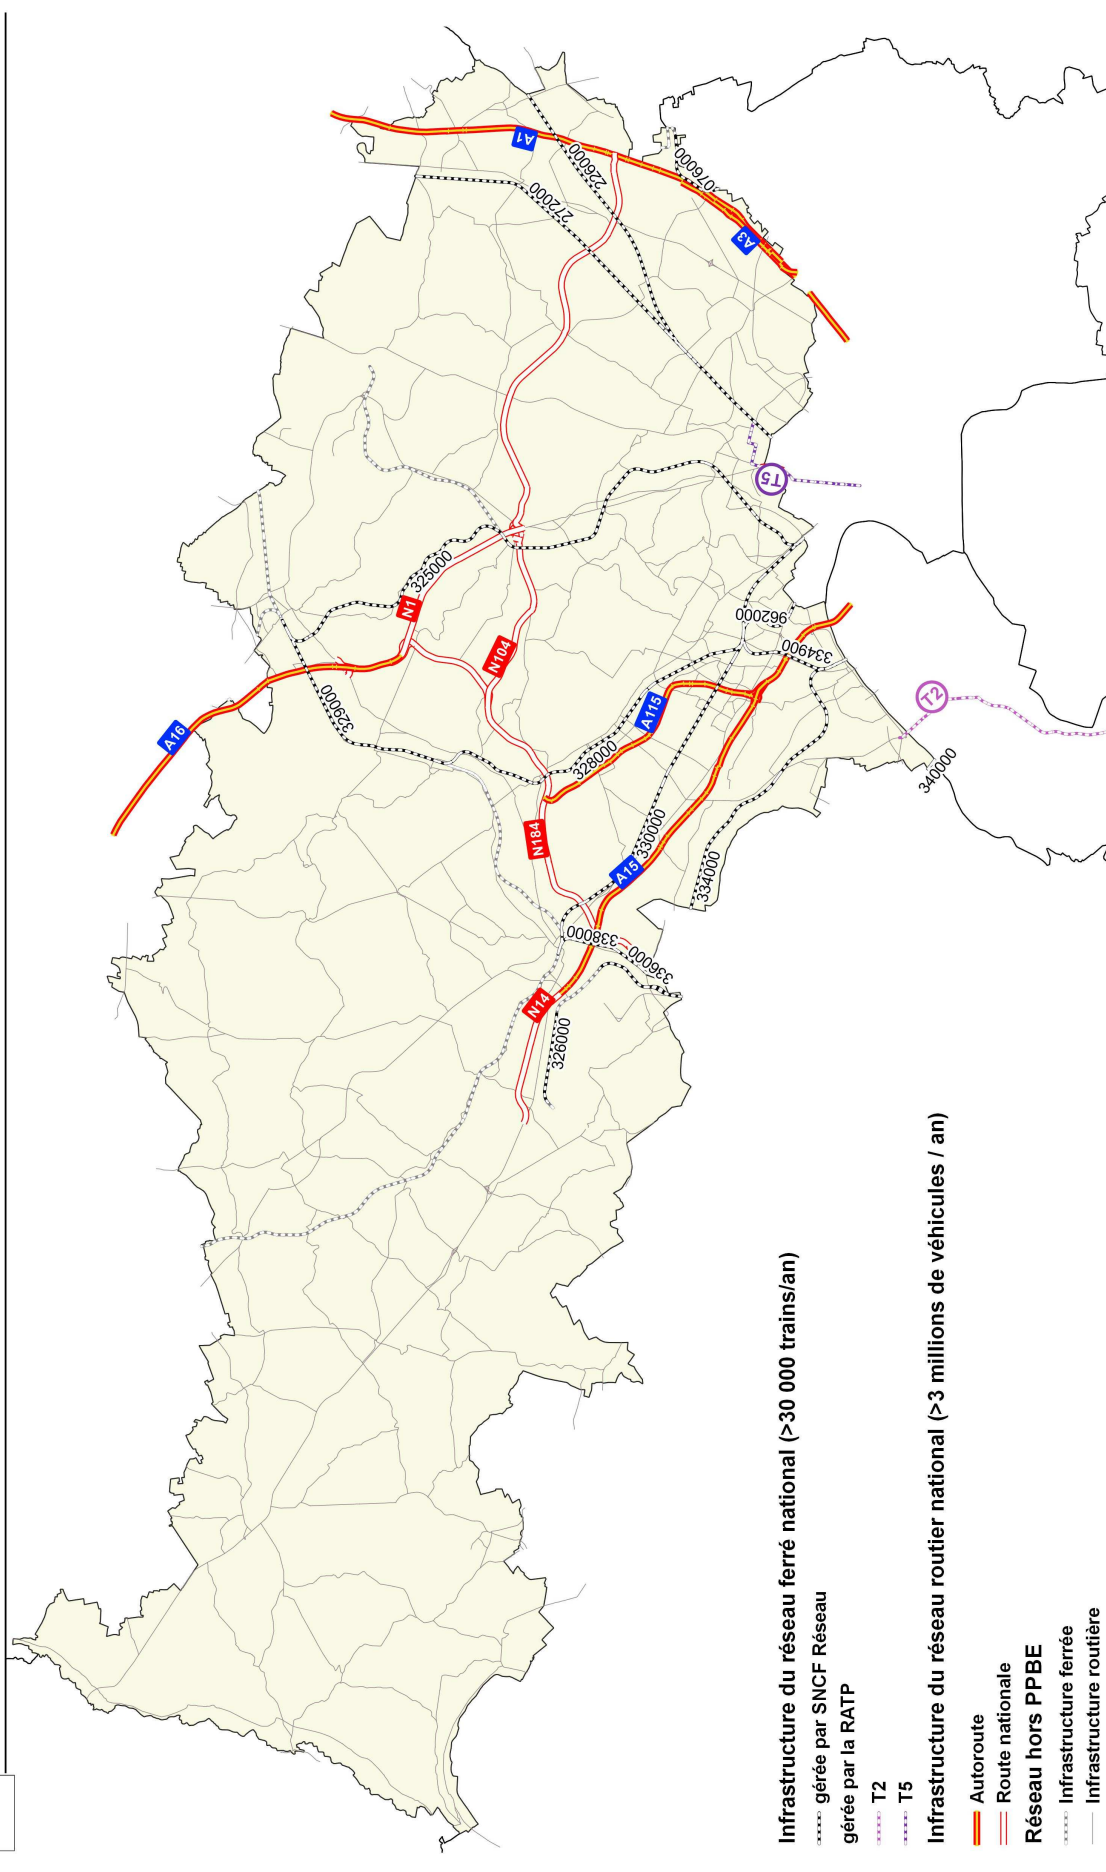 A16
329000
N1
325000
A1
226000
272000
076000
A3
N104
A115
328000
N184
330000
A15
334000
338000
336000
N14
326000
962000
334900
T5
T2
340000
Infrastructure du réseau ferré national (>30 000 trains/an)
gérée par SNCF Réseau
gérée par la RATP
T2
T5
Infrastructure du réseau routier national (>3 millions de véhicules / an)
Autoroute
Route nationale
Réseau hors PPBE
Infrastructure ferrée
Infrastructure routière